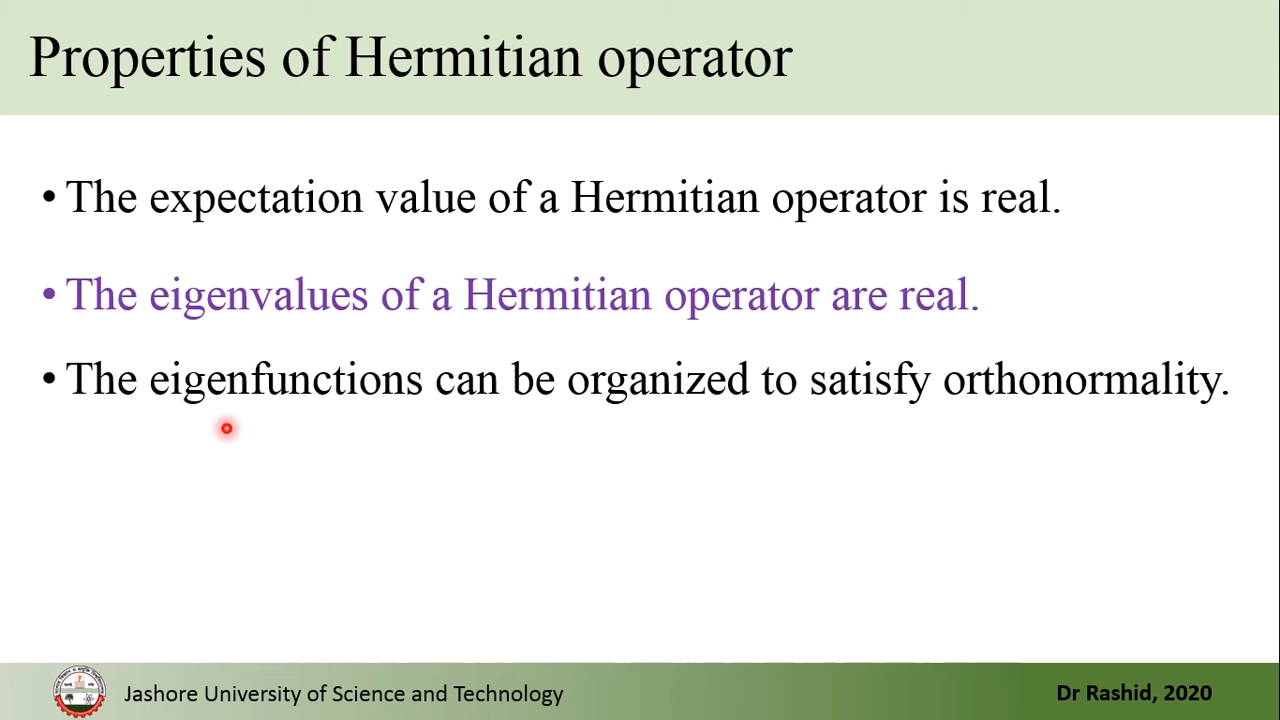 Properties of Hermitian operator
• The expectation value of a Hermitian operator is real.
• The eigenvalues of a Hermitian operator are real.
• The eigenfunctions can be organized to satisfy orthonormality.
Jashore University of Science and Technology
Dr Rashid, 2020